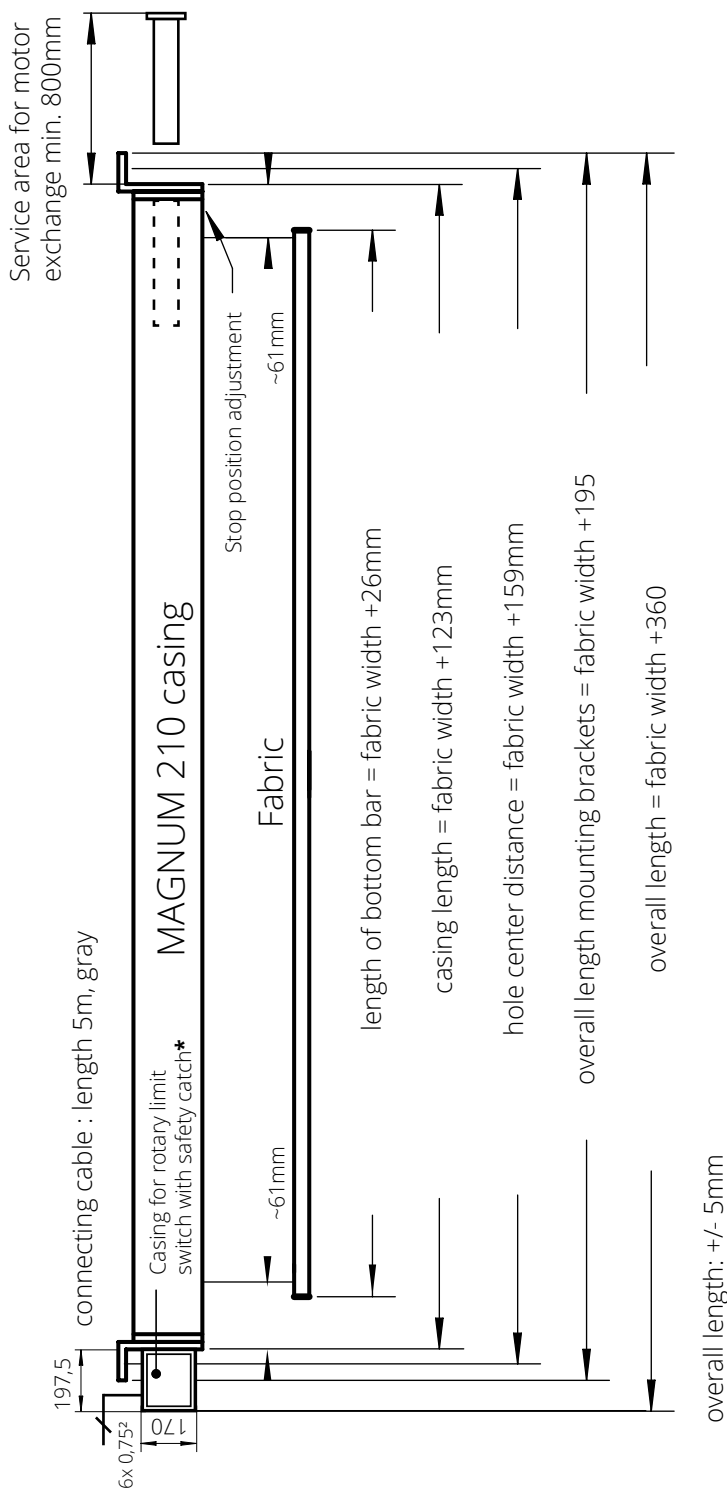 Service area for motor
exchange min. 800mm
connecting cable : length 5m, gray
197,5
6x 0,75²
170
Casing for rotary limit
switch with safety catch*
MAGNUM 210 casing
Stop position adjustment
~61mm
~61mm
Fabric
length of bottom bar = fabric width +26mm
casing length = fabric width +123mm
hole center distance = fabric width +159mm
overall length mounting brackets = fabric width +195
overall length = fabric width +360
overall length: +/- 5mm